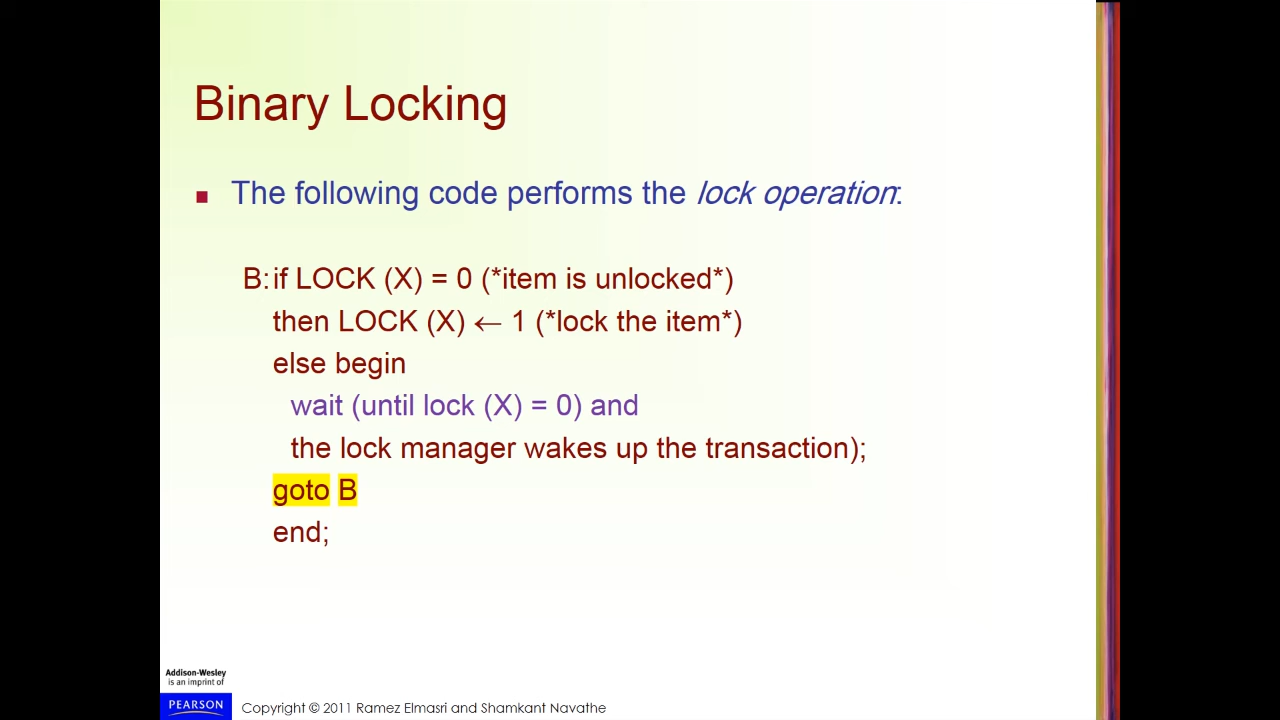 Binary Locking
The following code performs the lock operation:
B: if LOCK (X) = 0 (*item is unlocked*)
then LOCK (X) ← 1 (*lock the item*)
else begin
wait (until lock (X) = 0) and
the lock manager wakes up the transaction);
goto B
end;
Addison-Wesley
is an imprint of
PEARSON
Copyright © 2011 Ramez Elmasri and Shamkant Navathe